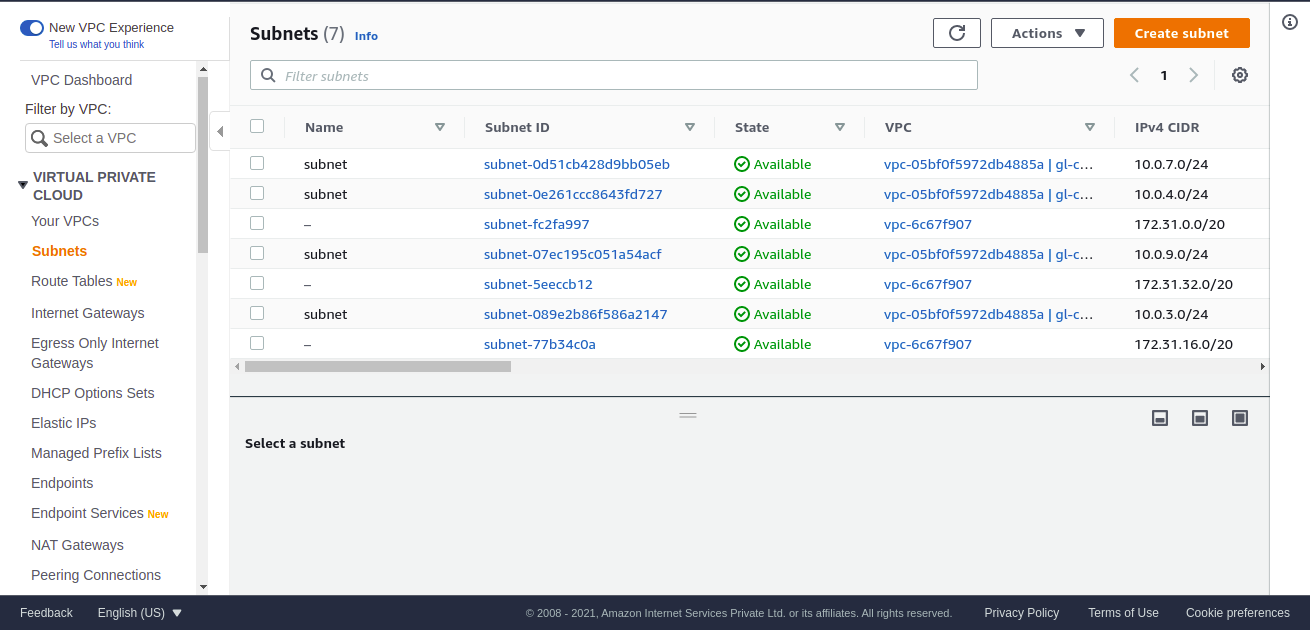 New VPC Experience
Tell us what you think
VPC Dashboard
Filter by VPC:
Select a VPC
VIRTUAL PRIVATE
CLOUD
Your VPCs
Subnets
Route Tables New
Internet Gateways
Egress Only Internet
Gateways
DHCP Options Sets
Elastic IPs
Managed Prefix Lists
Endpoints
Endpoint Services New
NAT Gateways
Peering Connections
Subnets (7) Info
Actions
Create subnet
Filter subnets
1
Name Subnet ID State VPC IPv4 CIDR
subnet subnet-0d51cb428d9bb05eb Available vpc-05bf0f5972db4885a | gl-c... 10.0.7.0/24
subnet subnet-0e261ccc8643fd727 Available vpc-05bf0f5972db4885a | gl-c... 10.0.4.0/24
– subnet-fc2fa997 Available vpc-6c67f907 172.31.0.0/20
subnet subnet-07ec195c051a54acf Available vpc-05bf0f5972db4885a | gl-c... 10.0.9.0/24
– subnet-5eeccb12 Available vpc-6c67f907 172.31.32.0/20
subnet subnet-089e2b86f586a2147 Available vpc-05bf0f5972db4885a | gl-c... 10.0.3.0/24
– subnet-77b34c0a Available vpc-6c67f907 172.31.16.0/20
Select a subnet
Feedback English (US) © 2008 - 2021, Amazon Internet Services Private Ltd. or its affiliates. All rights reserved. Privacy Policy Terms of Use Cookie preferences